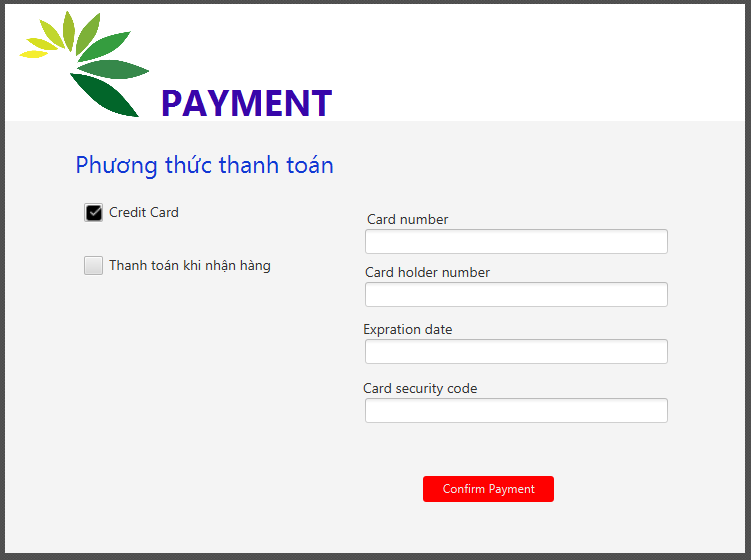 PAYMENT
Phương thức thanh toán
Credit Card
Thanh toán khi nhận hàng
Card number
Card holder number
Expration date
Card security code
Confirm Payment